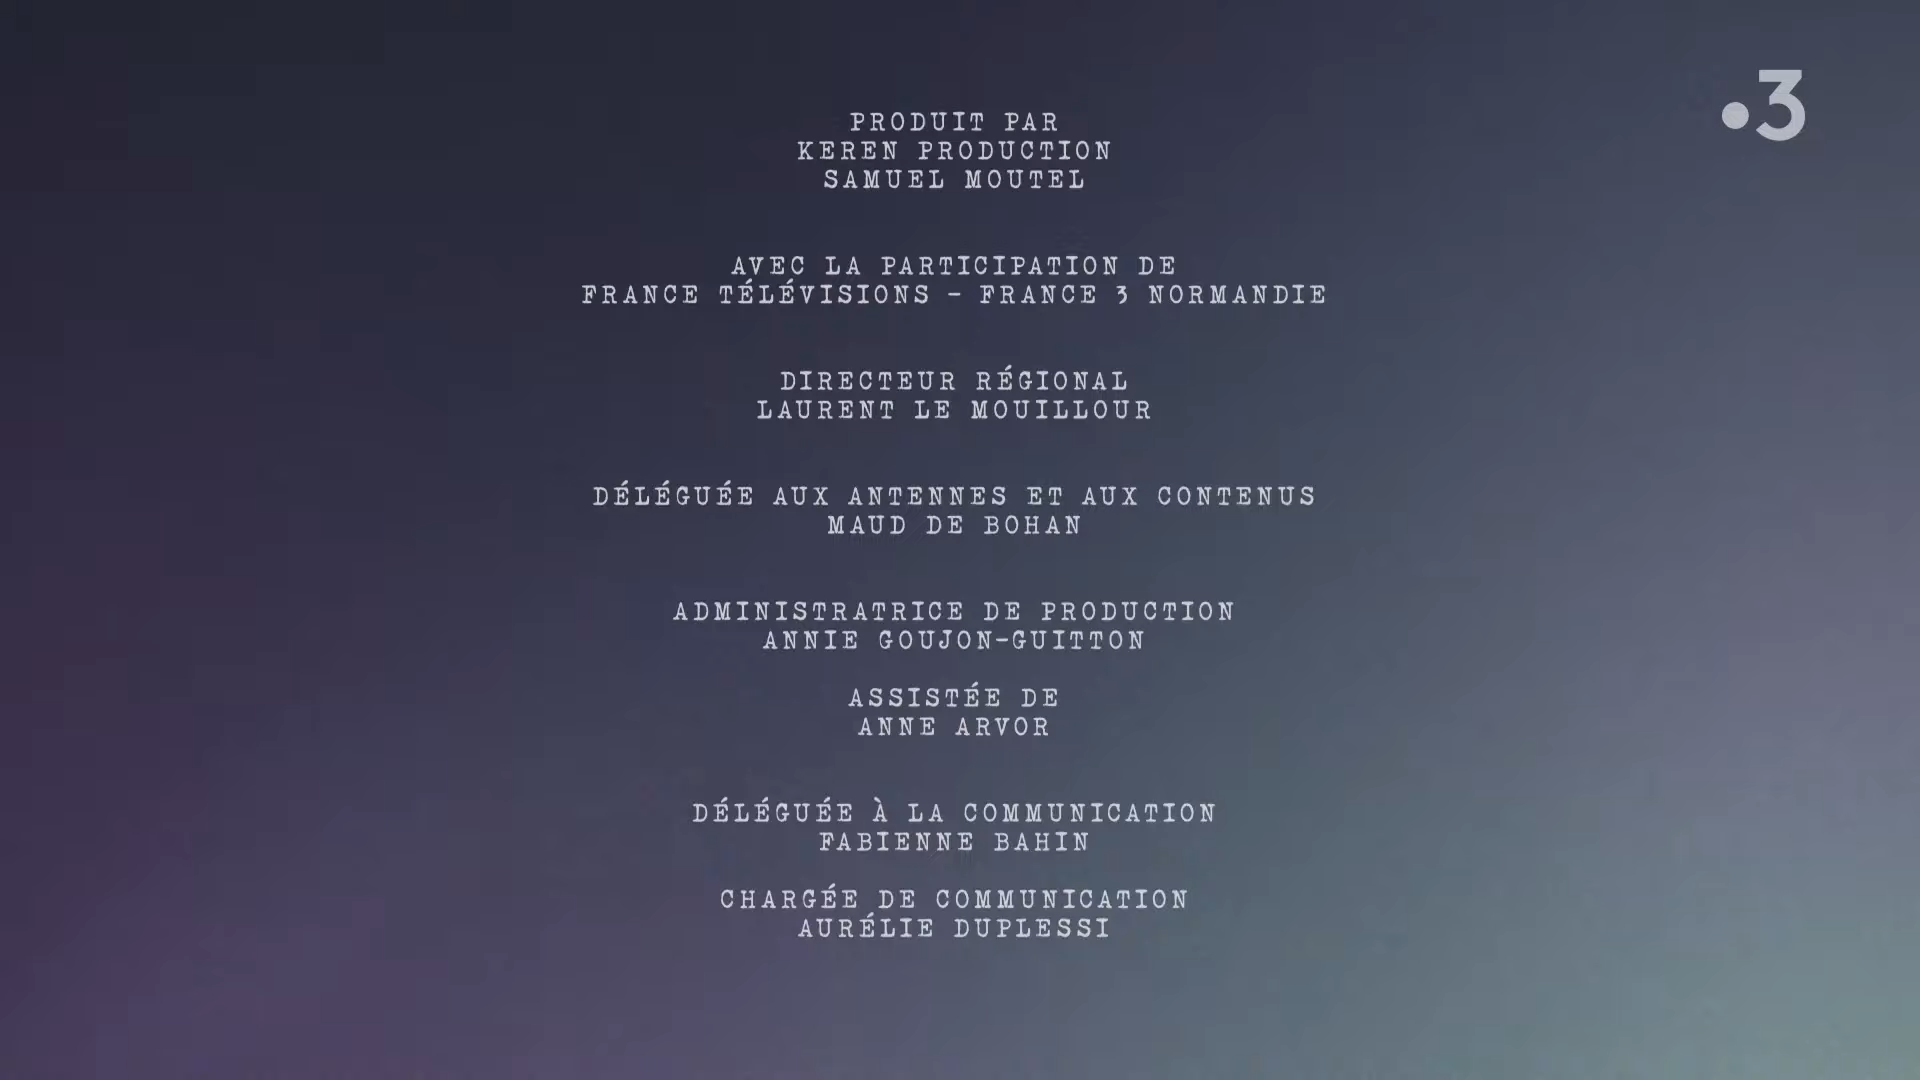 PRODUIT PAR
KEREN PRODUCTION
SAMUEL MOUTEL
AVEC LA PARTICIPATION DE
FRANCE TÉLÉVISIONS - FRANCE 3 NORMANDIE
DIRECTEUR RÉGIONAL
LAURENT LE MOUILLOUR
DÉLÉGUÉE AUX ANTENNES ET AUX CONTENUS
MAUD DE BOHAN
ADMINISTRATRICE DE PRODUCTION
ANNIE GOUJON-GUITTON
ASSISTÉE DE
ANNE ARVOR
DÉLÉGUÉE À LA COMMUNICATION
FABIENNE BAHIN
CHARGÉE DE COMMUNICATION
AURÉLIE DUPLESSI
.3